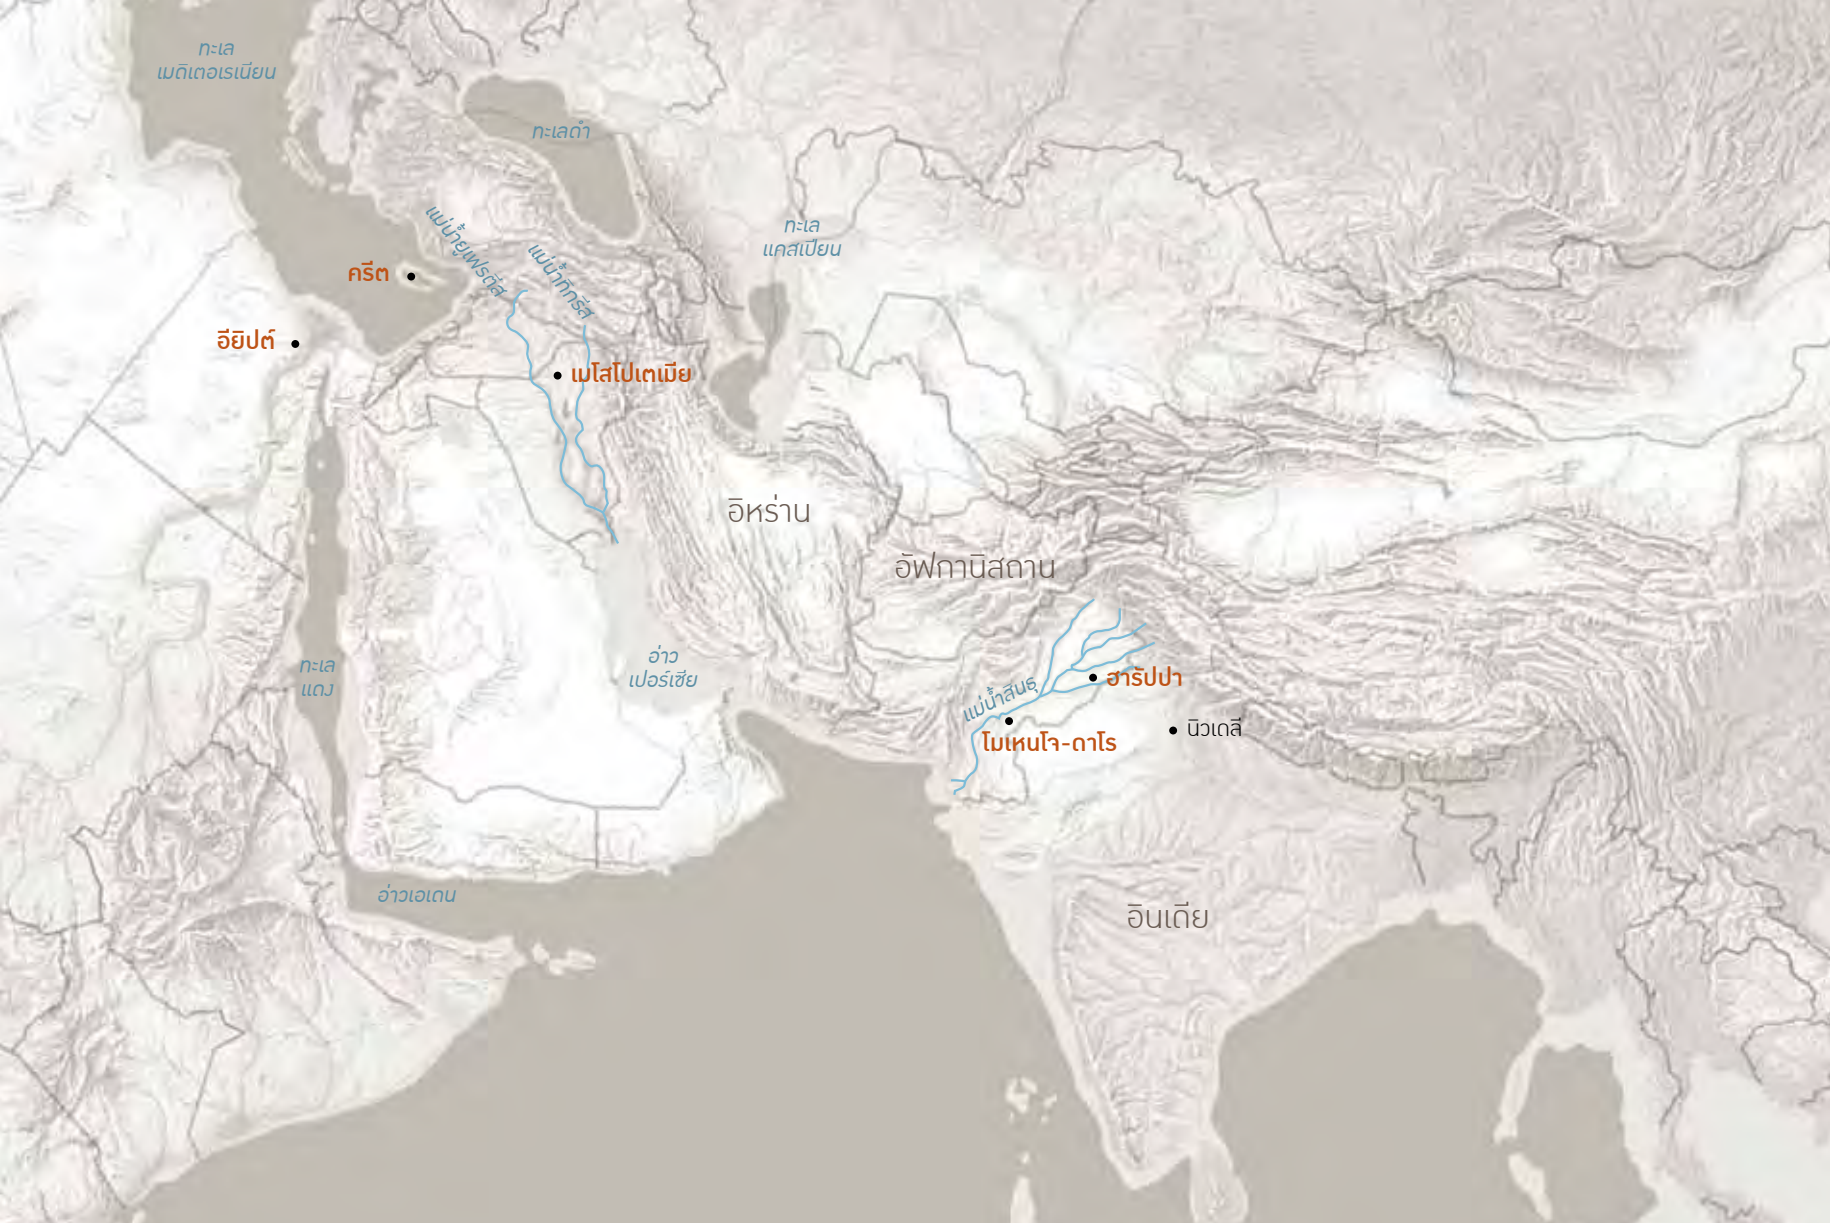 ทะเล
เมดิเตอเรเนียน
ทะเลดำ
แม่น้ำยูเฟรติส
แม่น้ำทิกรีส
ทะเล
แคสเปียน
ครีต
อียิปต์
เมโสโปเตเมีย
อิหร่าน
อัฟกานิสถาน
ทะเล
แดง
อ่าว
เปอร์เซีย
แม่น้ำสินธุ
ฮารัปปา
โมเหนโจ-ดาโร
นิวเดลี
อ่าวเอเดน
อินเดีย